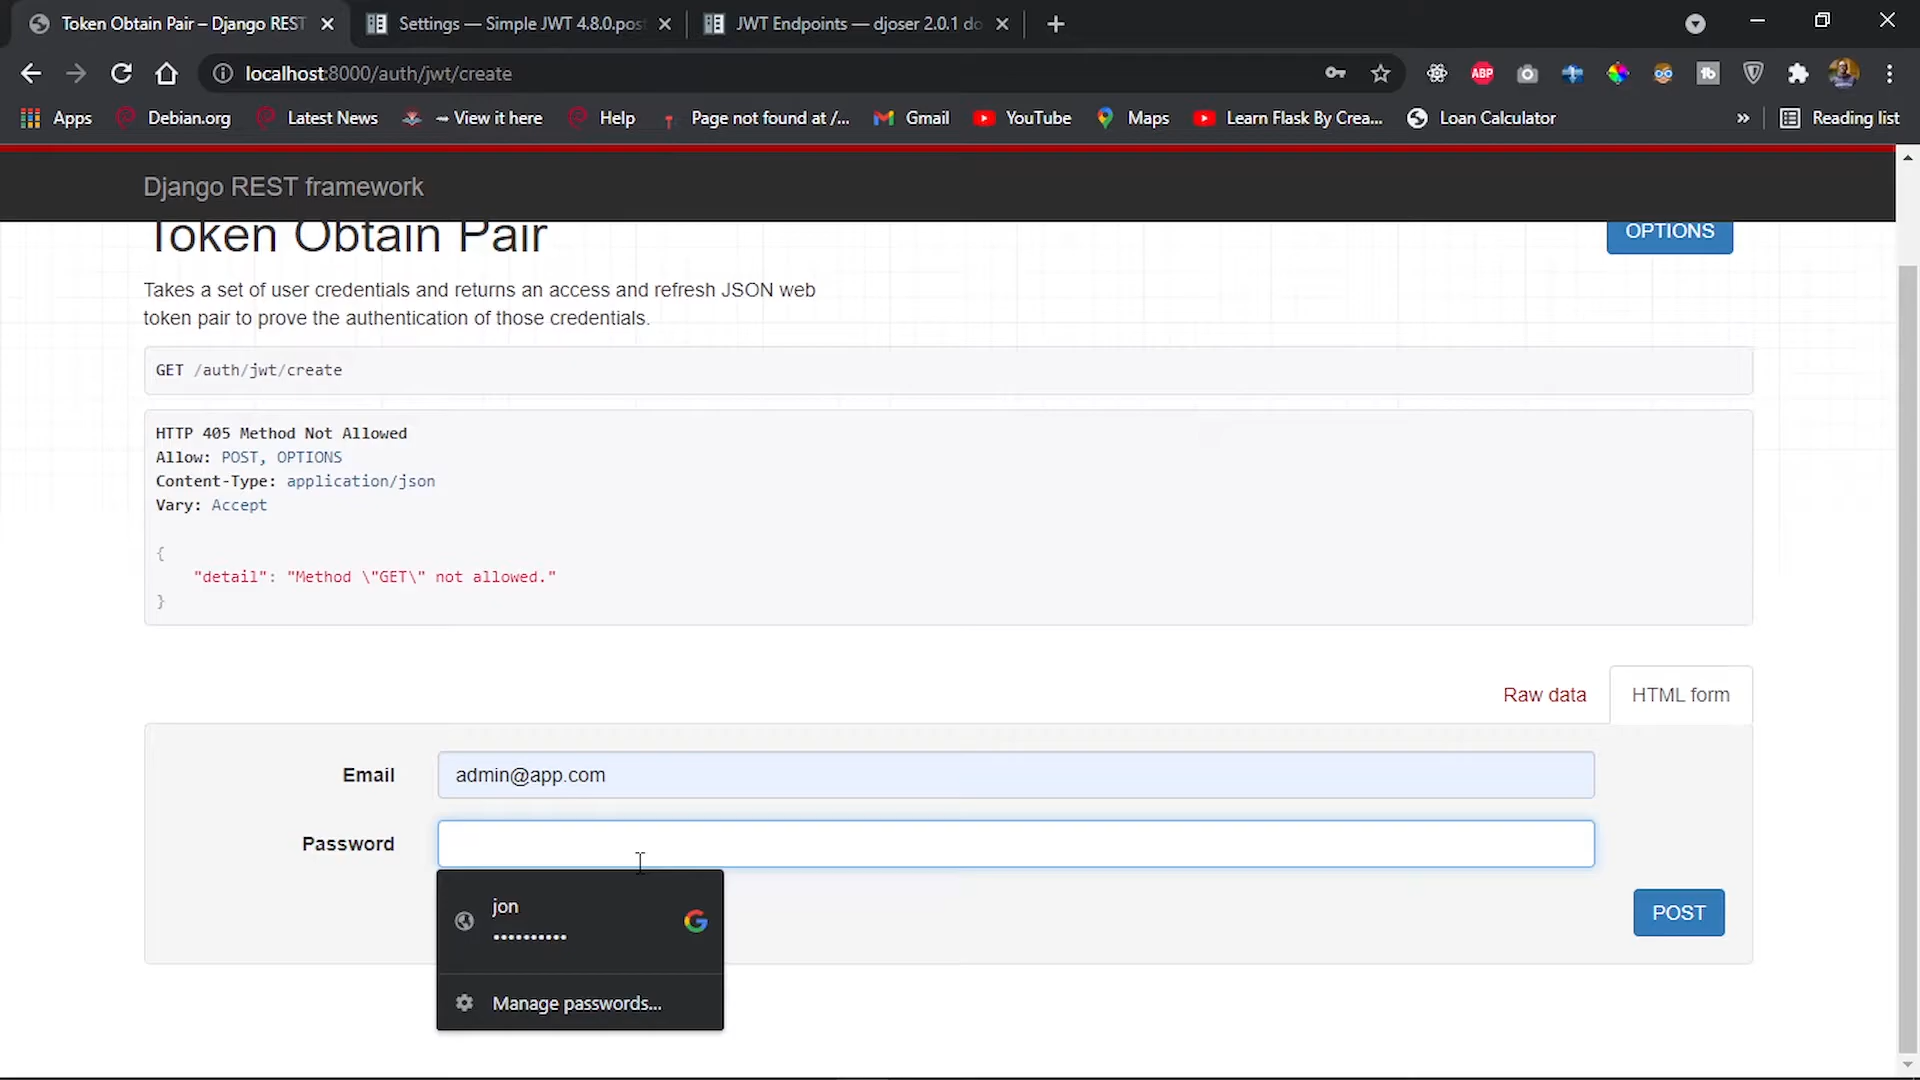 Token Obtain Pair – Django REST
Settings — Simple JWT 4.8.0.post
JWT Endpoints — djoser 2.0.1 do
localhost:8000/auth/jwt/create
ABP
tb
Apps
Debian.org
Latest News
→ View it here
Help
Page not found at /...
Gmail
YouTube
Maps
Learn Flask By Crea...
Loan Calculator
»
Reading list
Django REST framework
Token Obtain Pair
OPTIONS
Takes a set of user credentials and returns an access and refresh JSON web
token pair to prove the authentication of those credentials.
GET /auth/jwt/create
HTTP 405 Method Not Allowed
Allow: POST, OPTIONS
Content-Type: application/json
Vary: Accept
{
"detail": "Method \"GET\" not allowed."
}
Raw data
HTML form
Email
admin@app.com
Password
jon
••••••••••
POST
Manage passwords...